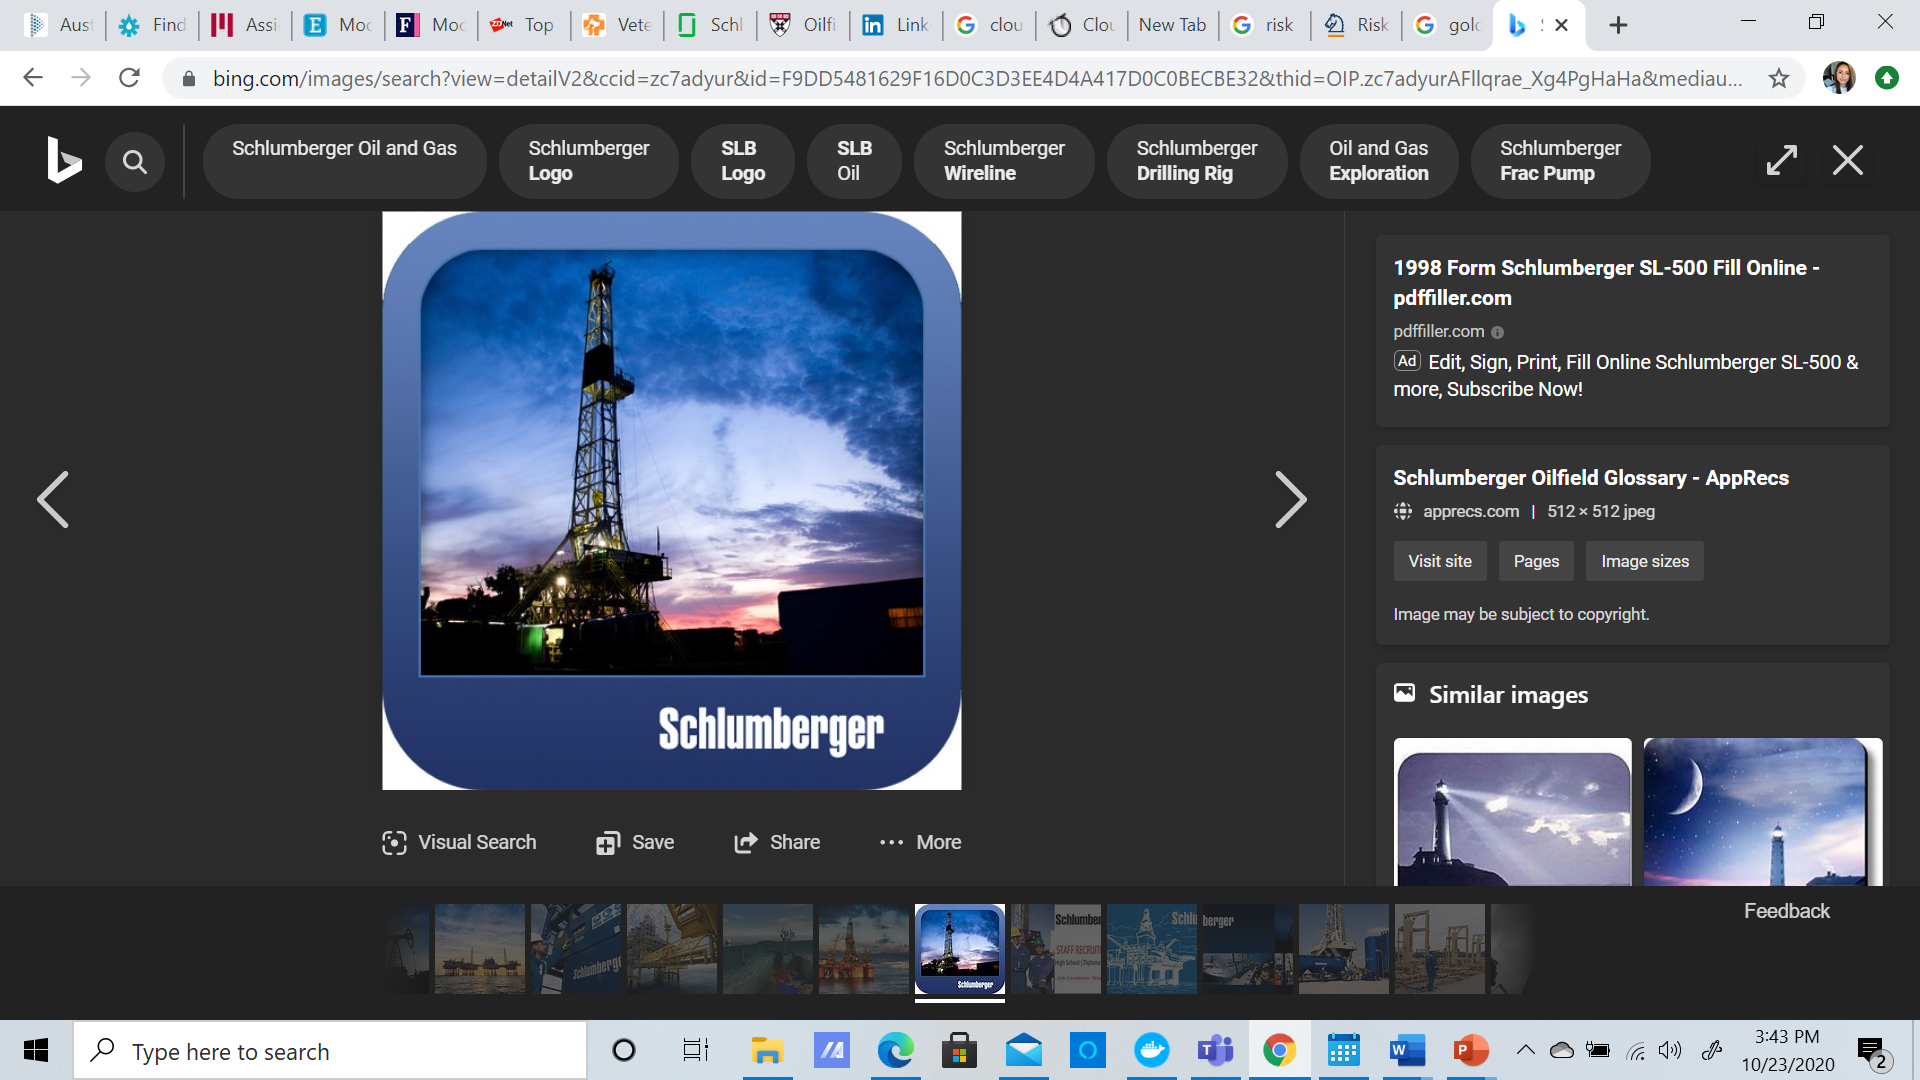 Aust
Find
Assi
Moc
Moc
Top
Vete
Schl
Oilfi
Link
clou
Clou
New Tab
risk
Risk
gold
bing.com/images/search?view=detailV2&ccid=zc7adyur&id=F9DD5481629F16D0C3D3EE4D4A417D0C0BECBE32&thid=OIP.zc7adyurAFllqrae_Xg4PgHaHa&mediau...
Schlumberger Oil and Gas
Schlumberger
Logo
SLB
Logo
SLB
Oil
Schlumberger
Wireline
Schlumberger
Drilling Rig
Oil and Gas
Exploration
Schlumberger
Frac Pump
Schlumberger
Visual Search
Save
Share
More
1998 Form Schlumberger SL-500 Fill Online -
pdffiller.com
pdffiller.com
Ad Edit, Sign, Print, Fill Online Schlumberger SL-500 &
more, Subscribe Now!
Schlumberger Oilfield Glossary - AppRecs
apprecs.com | 512 × 512 jpeg
Visit site
Pages
Image sizes
Image may be subject to copyright.
Similar images
Feedback
Schlumberger
Type here to search
3:43 PM
10/23/2020
2